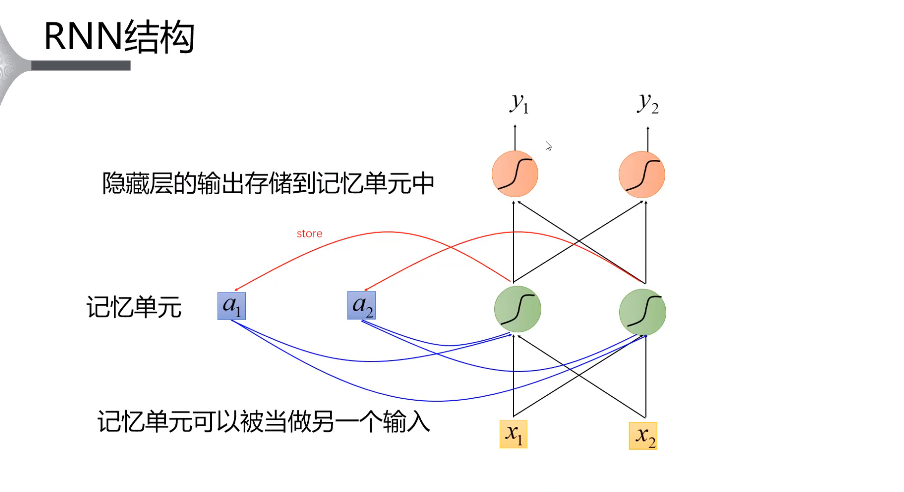 RNN结构
y1 y2
隐藏层的输出存储到记忆单元中
store
记忆单元 a1 a2
记忆单元可以被当做另一个输入
x1 x2